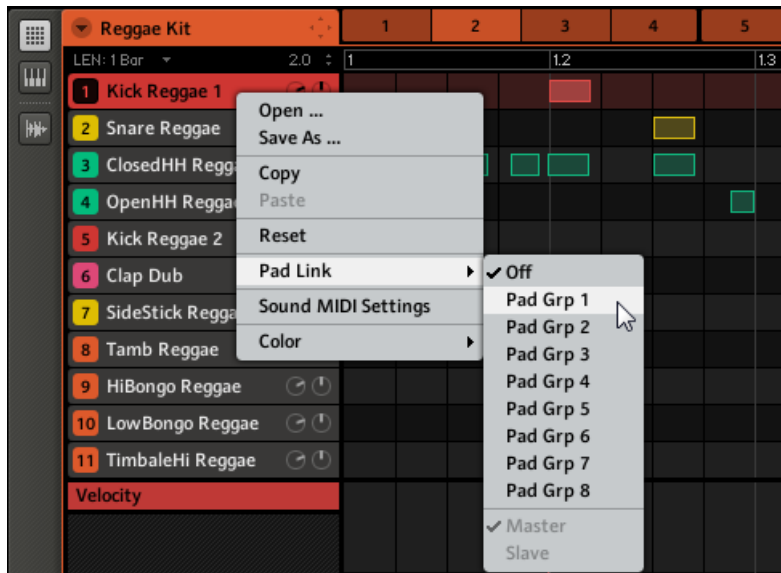 Reggae Kit 1 2 3 4 5
LEN: 1 Bar 2.0 1 1.2 1.3
1 Kick Reggae 1
2 Snare Reggae
3 ClosedHH Regga
4 OpenHH Reggae
5 Kick Reggae 2
6 Clap Dub
7 SideStick Regga
8 Tamb Reggae
9 HiBongo Reggae
10 LowBongo Reggae
11 TimbaleHi Reggae
Velocity
Open ...
Save As ...
Copy
Paste
Reset
Pad Link
Sound MIDI Settings
Color
Off
Pad Grp 1
Pad Grp 2
Pad Grp 3
Pad Grp 4
Pad Grp 5
Pad Grp 6
Pad Grp 7
Pad Grp 8
Master
Slave